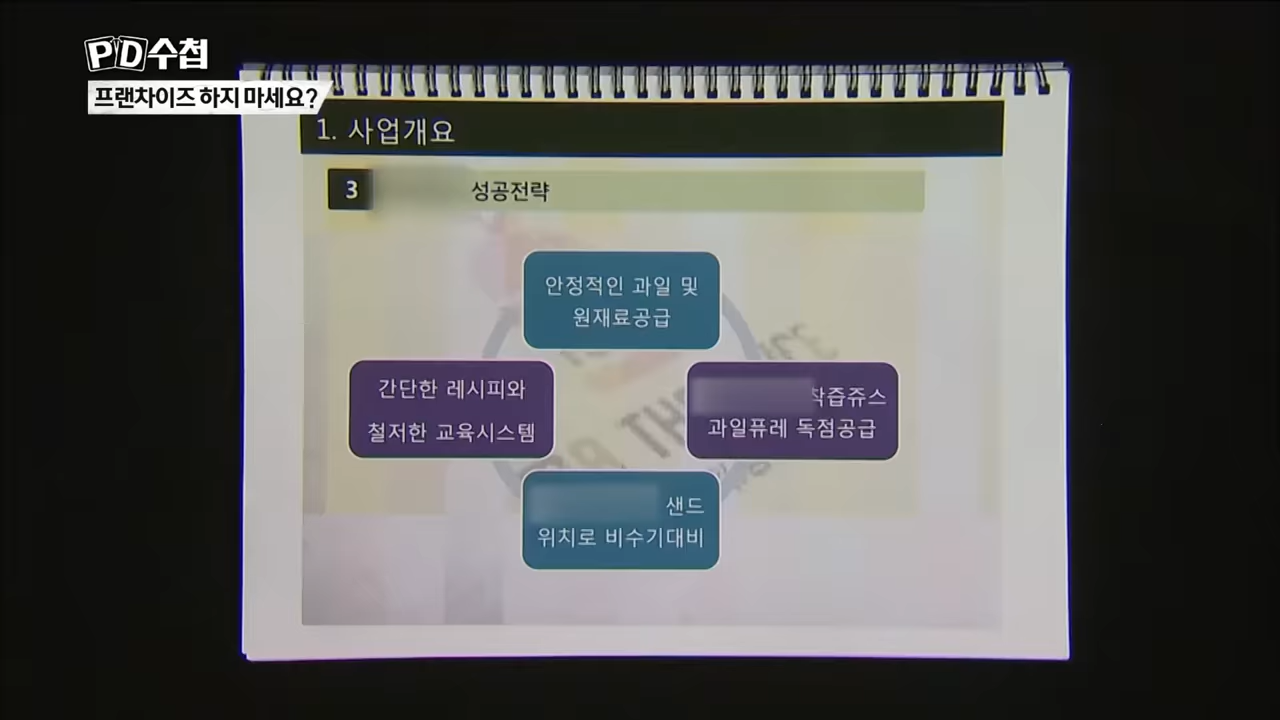 PD수첩
프랜차이즈 하지 마세요?
1. 사업개요
3 성공전략
안정적인 과일 및
원재료공급
간단한 레시피와
철저한 교육시스템
착즙쥬스
과일퓨레 독점공급
샌드
위치로 비수기대비